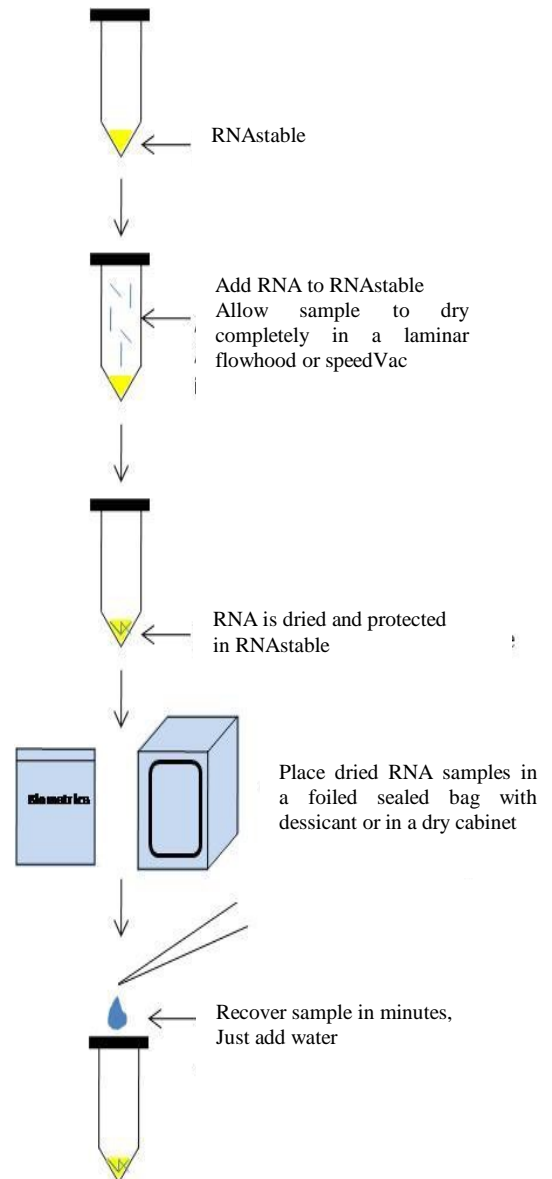 RNAstable
Add RNA to RNAstable
Allow sample to dry
completely in a laminar
flowhood or speedVac
RNA is dried and protected
in RNAstable
Biomatrica
Place dried RNA samples in
a foiled sealed bag with
dessicant or in a dry cabinet
Recover sample in minutes,
Just add water